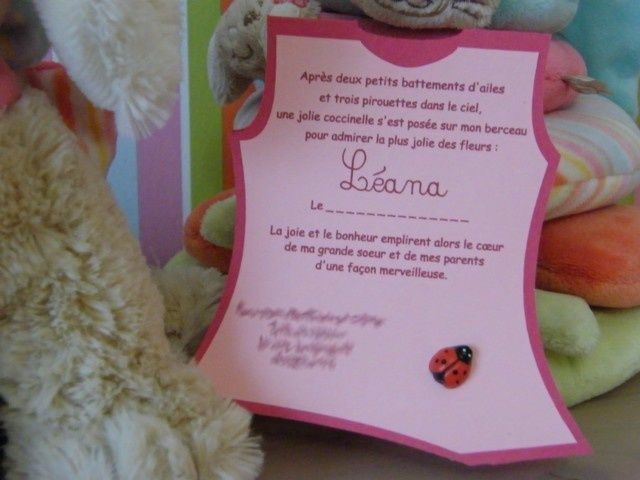 Après deux petits battements d'ailes
et trois pirouettes dans le ciel,
une jolie coccinelle s'est posée sur mon berceau
pour admirer la plus jolie des fleurs :
Léana
Le______________
La joie et le bonheur emplirent alors le cœur
de ma grande soeur et de mes parents
d'une façon merveilleuse.